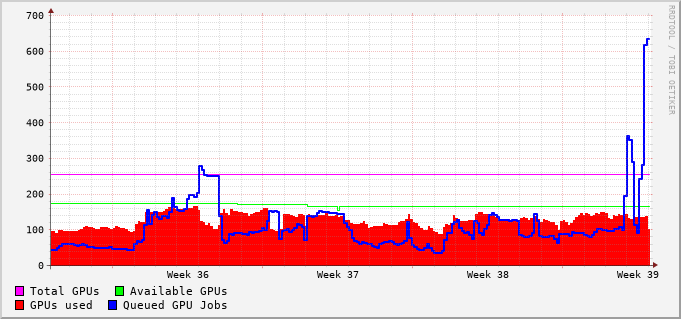 700
600
500
400
300
200
100
0
Week 36 Week 37 Week 38 Week 39
Total GPUs Available GPUs
GPUs used Queued GPU Jobs
RRDTOOL / TOBI OETIKER